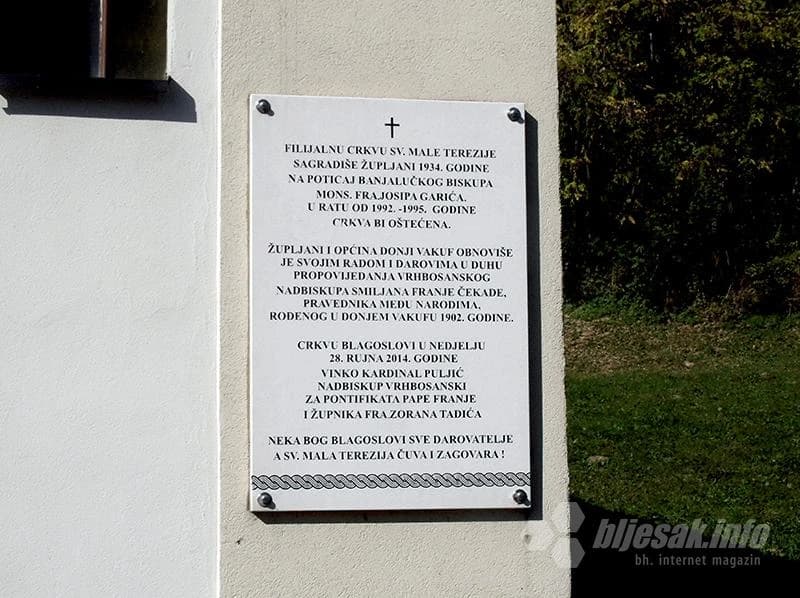 FILIJALNU CRKVU SV. MALE TEREZIJE
SAGRADIŠE ŽUPLJANI 1934. GODINE
NA POTICAJ BANJALUČKOG BISKUPA
MONS. FRA.JOSIPA GARIĆA.
U RATU OD 1992. -1995. GODINE
CRKVA BI OŠTEĆENA.
ŽUPLJANI I OPĆINA DONJI VAKUF OBNOVIŠE
JE SVOJIM RADOM I DAROVIMA U DUHU
PROPOVIJEDANJA VRHBOSANSKOG
NADBISKUPA SMILJANA FRANJE ČEKADE,
PRAVEDNIKA MEĐU NARODIMA,
ROĐENOG U DONJEM VAKUFU 1902. GODINE.
CRKVU BLAGOSLOVI U NEDJELJU
28. RUJNA 2014. GODINE
VINKO KARDINAL PULJIĆ
NADBISKUP VRHBOSANSKI
ZA PONTIFIKATA PAPE FRANJE
I ŽUPNIKA FRA.ZORANA TADIĆA
NEKA BOG BLAGOSLOVI SVE DAROVATELJE
A SV. MALA TEREZIJA ČUVA I ZAGOVARA !
bljesak.info
bh. internet magazin